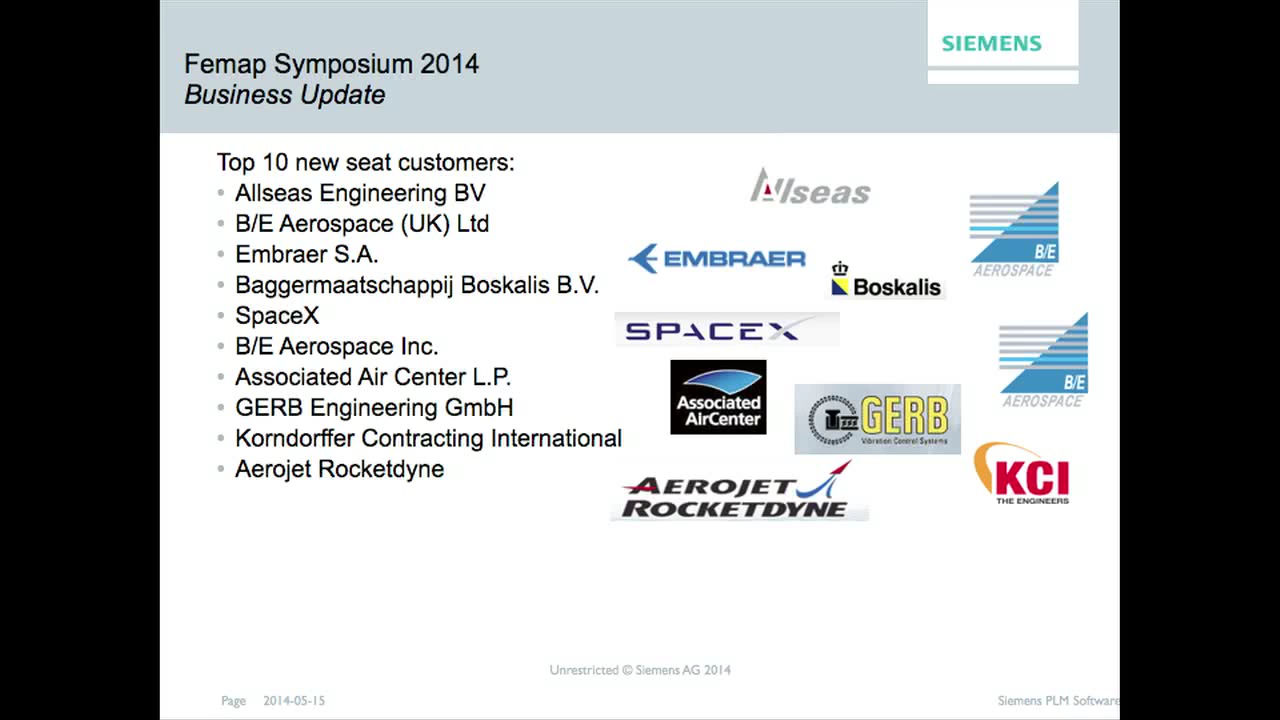 SIEMENS
Femap Symposium 2014
Business Update
Top 10 new seat customers:
• Allseas Engineering BV
• B/E Aerospace (UK) Ltd
• Embraer S.A.
• Baggermaatschappij Boskalis B.V.
• SpaceX
• B/E Aerospace Inc.
• Associated Air Center L.P.
• GERB Engineering GmbH
• Korndorffer Contracting International
• Aerojet Rocketdyne
Allseas
B/E
AEROSPACE
EMBRAER
Boskalis
SPACEX
B/E
AEROSPACE
Associated
AirCenter
GERB
Vibration Control Systems
KCI
THE ENGINEERS
AEROJET
ROCKETDYNE
Unrestricted © Siemens AG 2014
Page 2014-05-15
Siemens PLM Software